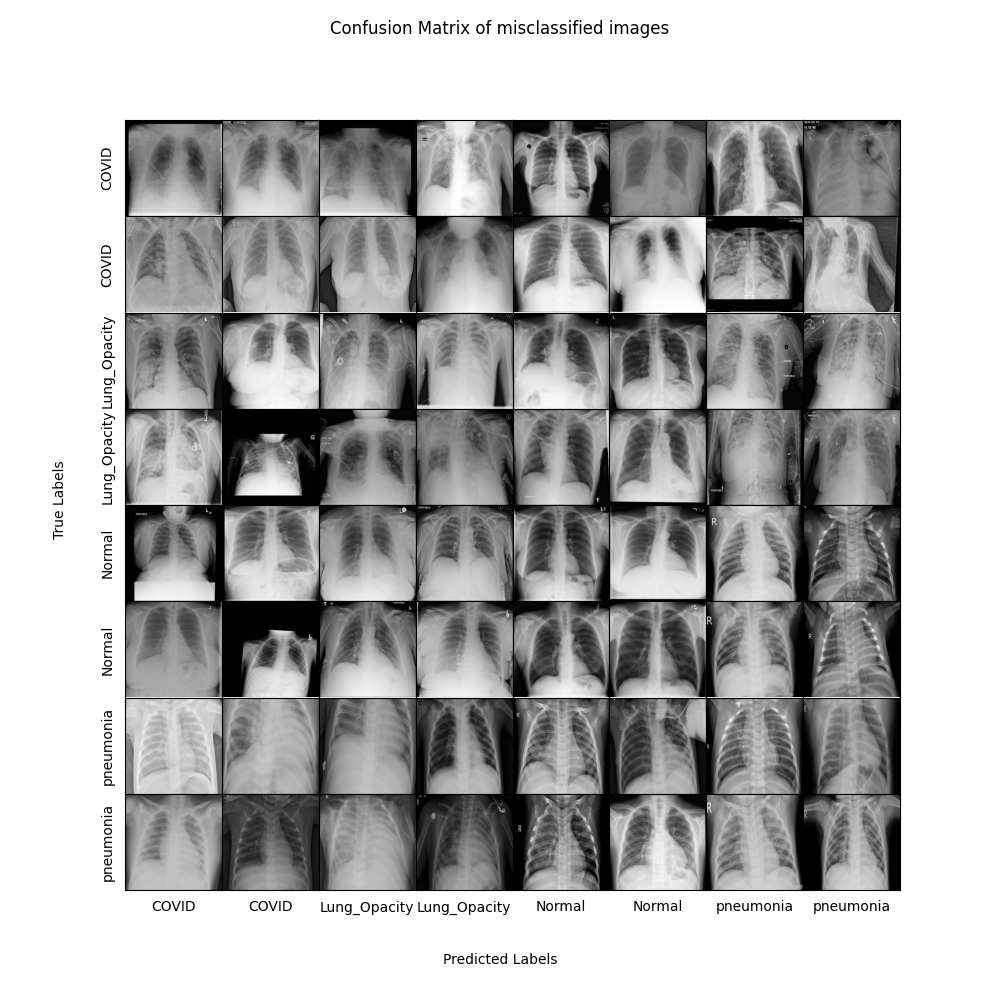 Confusion Matrix of misclassified images
True Labels
COVID
COVID
Lung_Opacity
Lung_Opacity
Normal
Normal
pneumonia
pneumonia
R
R
R
R
R
COVID COVID Lung_Opacity Lung_Opacity Normal Normal pneumonia pneumonia
Predicted Labels